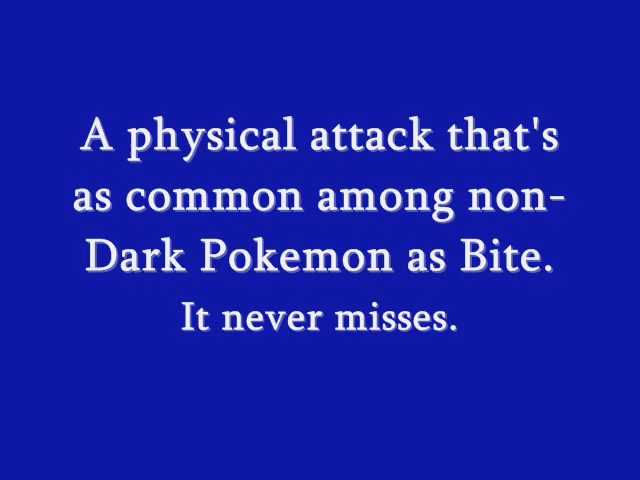 A physical attack that's
as common among non-
Dark Pokemon as Bite.
It never misses.